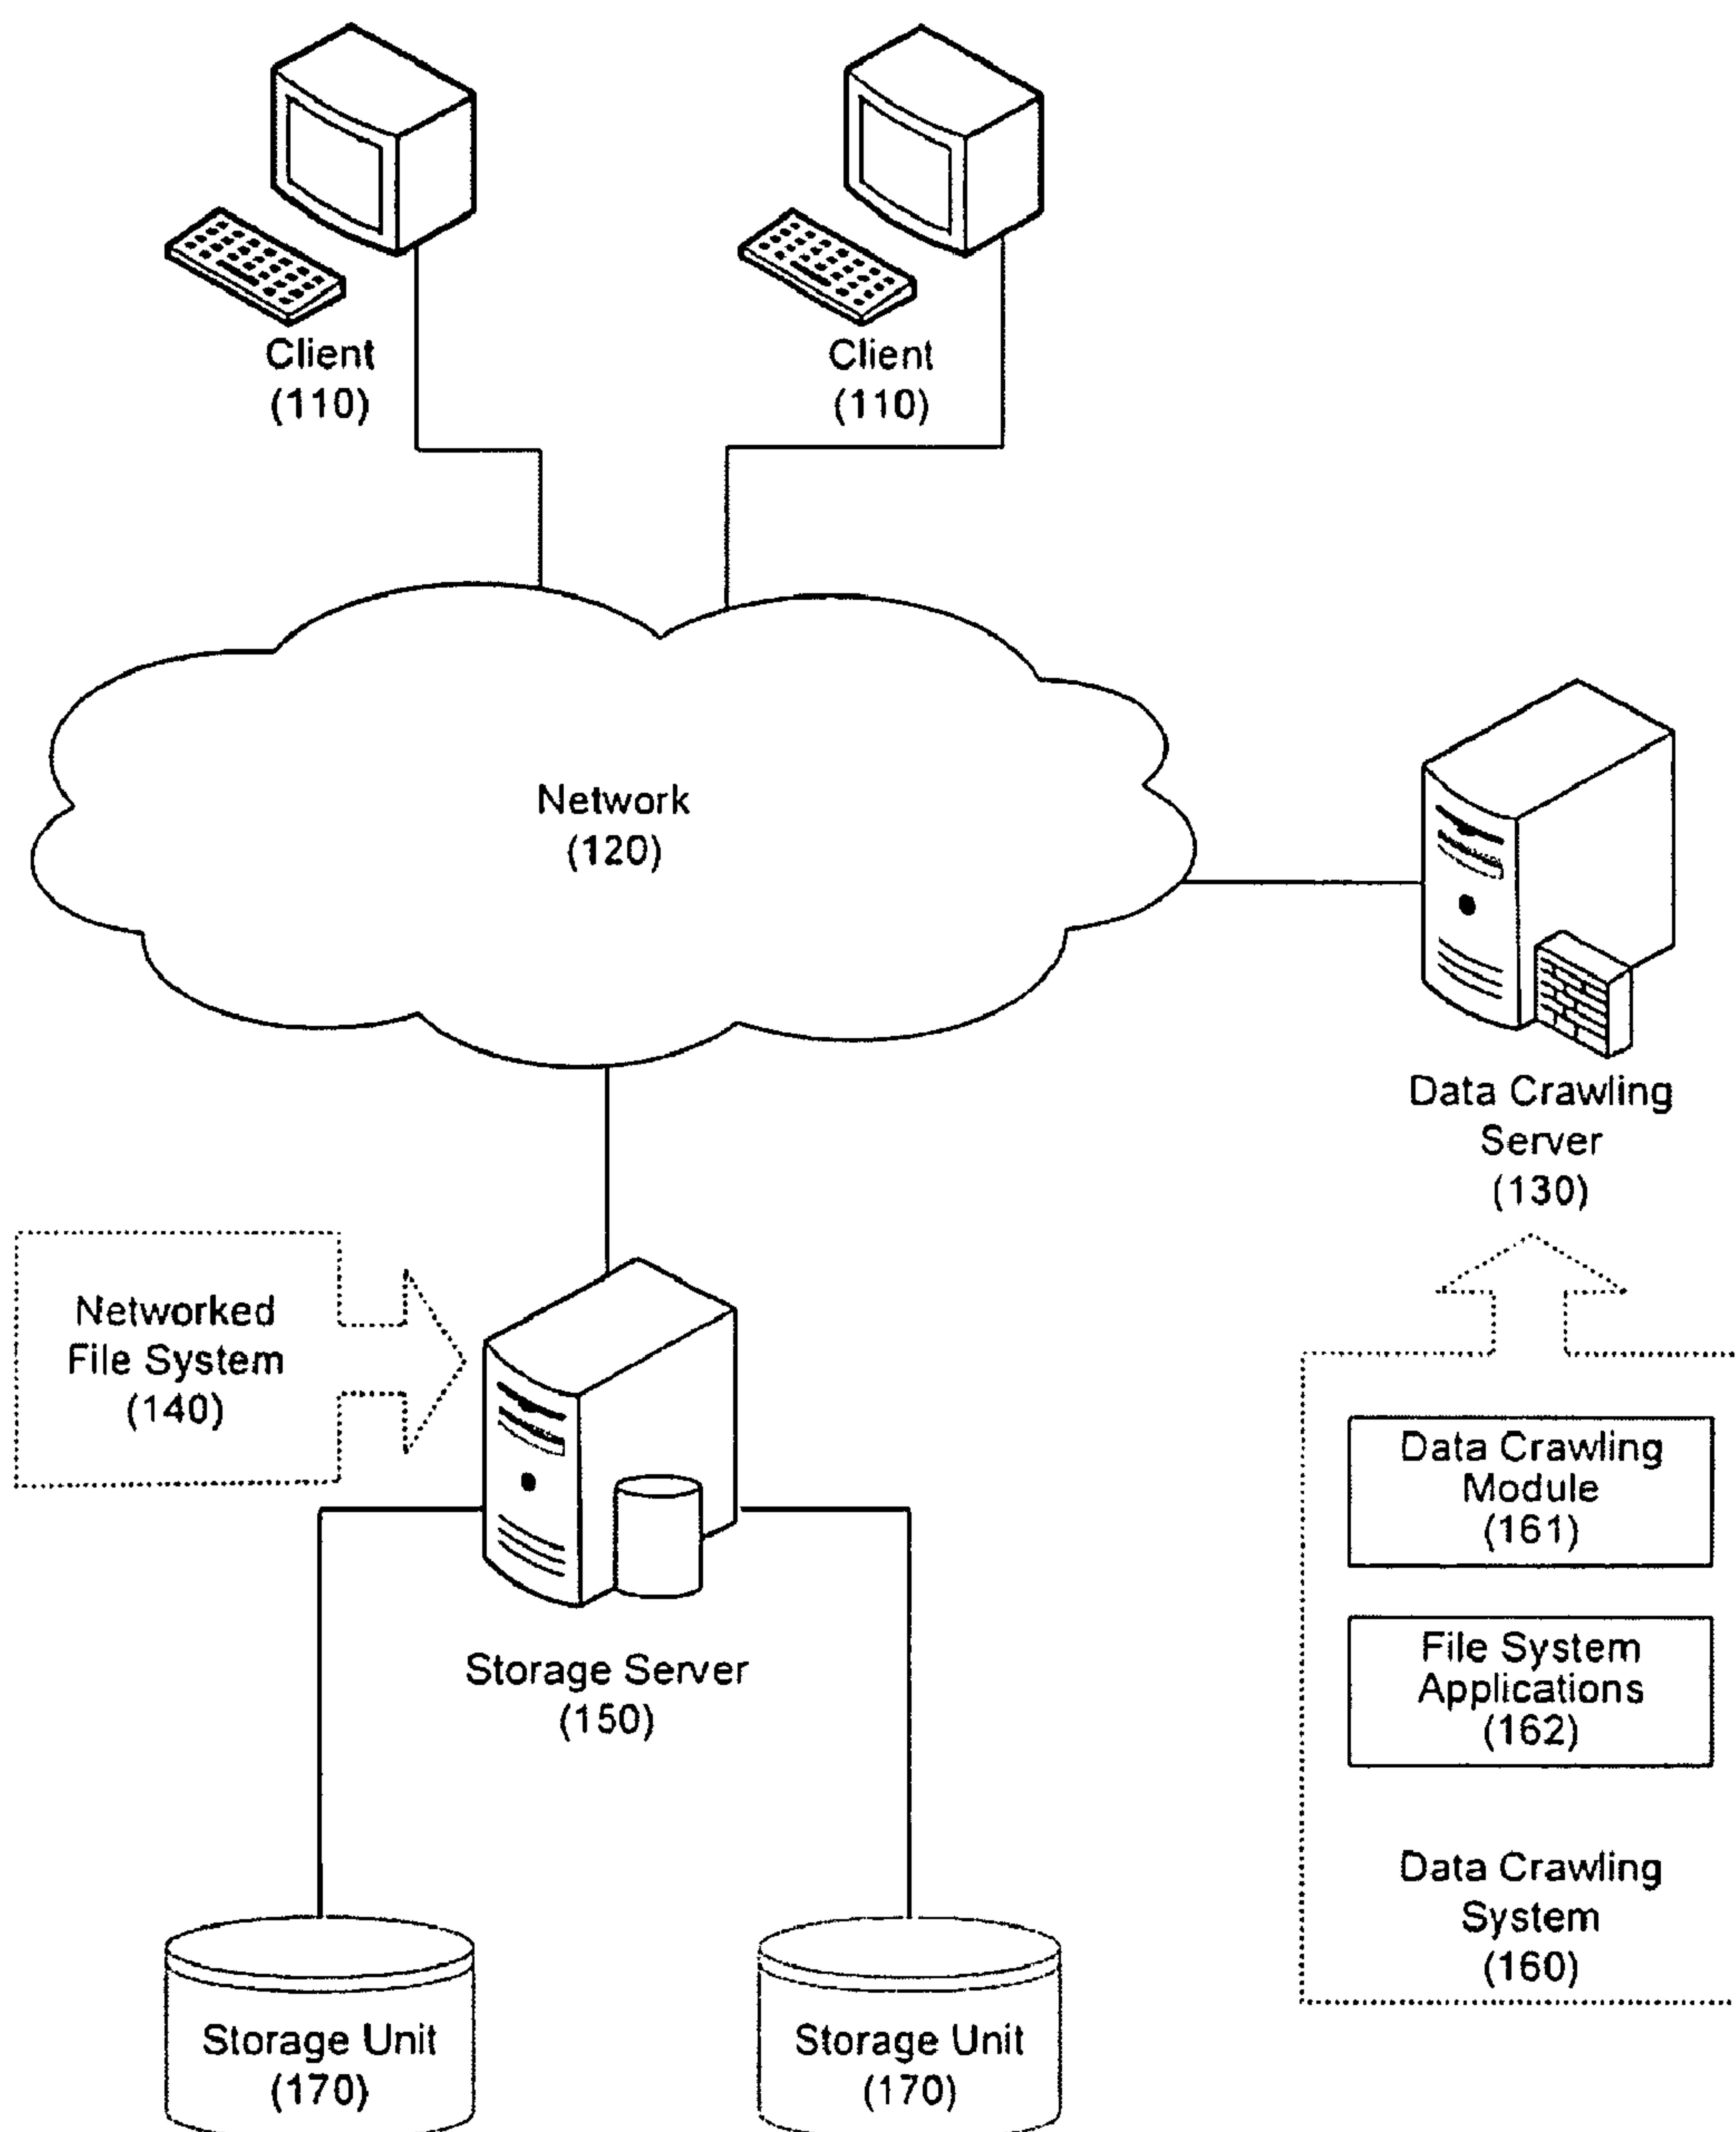 Client
(110)
Client
(110)
Network
(120)
Data Crawling
Server
(130)
Networked
File System
(140)
Storage Server
(150)
Data Crawling
Module
(161)
File System
Applications
(162)
Data Crawling
System
(160)
Storage Unit
(170)
Storage Unit
(170)